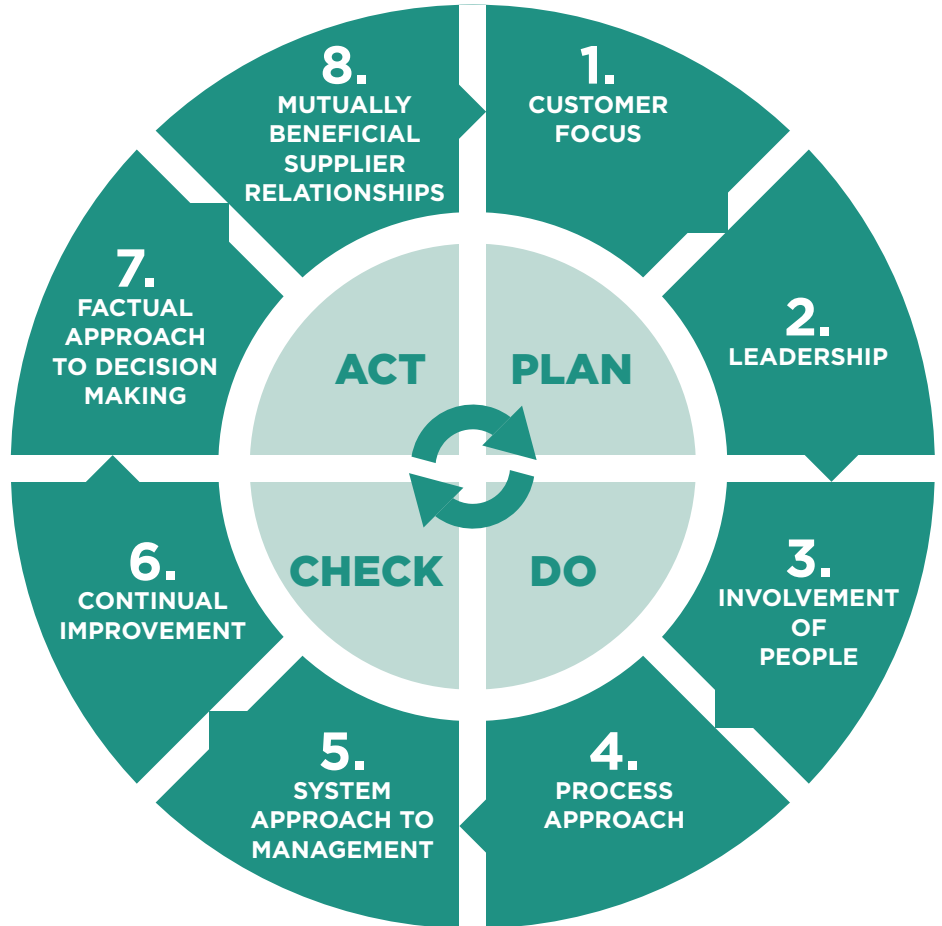 1.
CUSTOMER
FOCUS
2.
LEADERSHIP
3.
INVOLVEMENT
OF
PEOPLE
4.
PROCESS
APPROACH
5.
SYSTEM
APPROACH TO
MANAGEMENT
6.
CONTINUAL
IMPROVEMENT
7.
FACTUAL
APPROACH
TO DECISION
MAKING
8.
MUTUALLY
BENEFICIAL
SUPPLIER
RELATIONSHIPS
PLAN
DO
CHECK
ACT